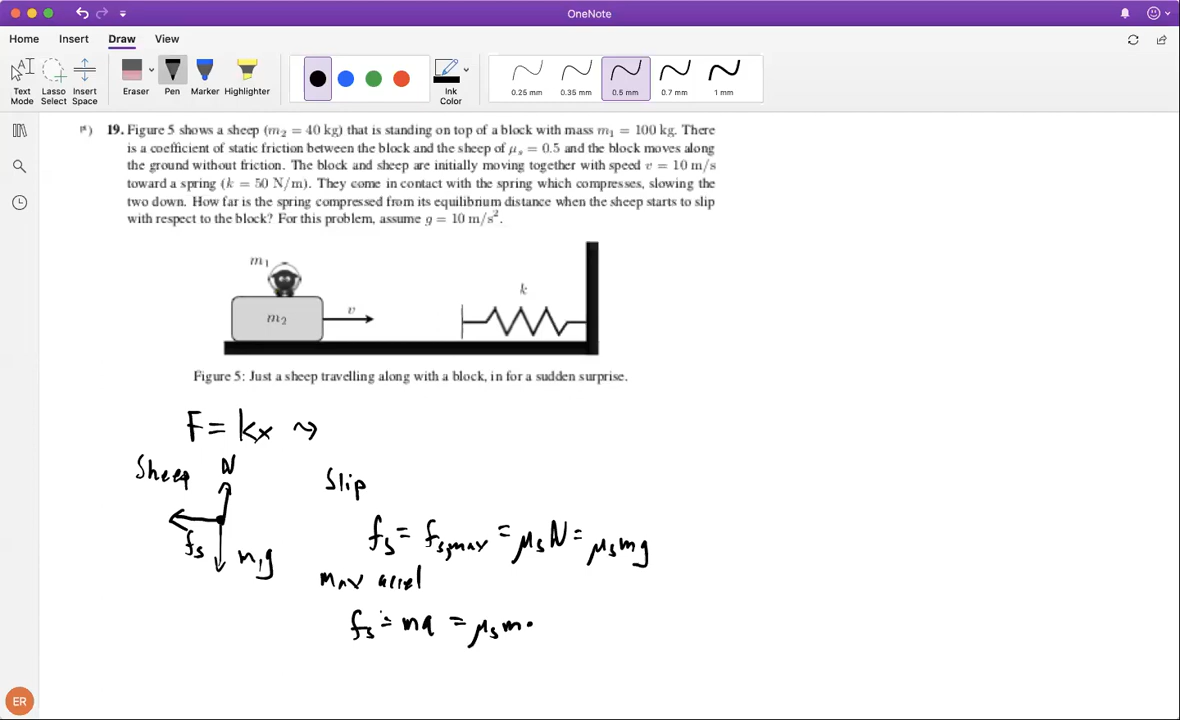 OneNote
Home Insert Draw View
Text Mode
Lasso Select
Insert Space
Eraser
Pen
Marker
Highlighter
Ink Color
0.25 mm
0.35 mm
0.5 mm
0.7 mm
1 mm
19. Figure 5 shows a sheep (m₂ = 40 kg) that is standing on top of a block with mass m₁ = 100 kg. There
is a coefficient of static friction between the block and the sheep of μₛ = 0.5 and the block moves along
the ground without friction. The block and sheep are initially moving together with speed v = 10 m/s
toward a spring (k = 50 N/m). They come in contact with the spring which compresses, slowing the
two down. How far is the spring compressed from its equilibrium distance when the sheep starts to slip
with respect to the block? For this problem, assume g = 10 m/s².
m₁
m₂
v
k
Figure 5: Just a sheep travelling along with a block, in for a sudden surprise.
F = kx ⇝
Sheep N
fₛ
m₁g
Slip
fₛ = fₛ,max = μₛN = μₛmg
max accel
fₛ = ma = μₛm
ER